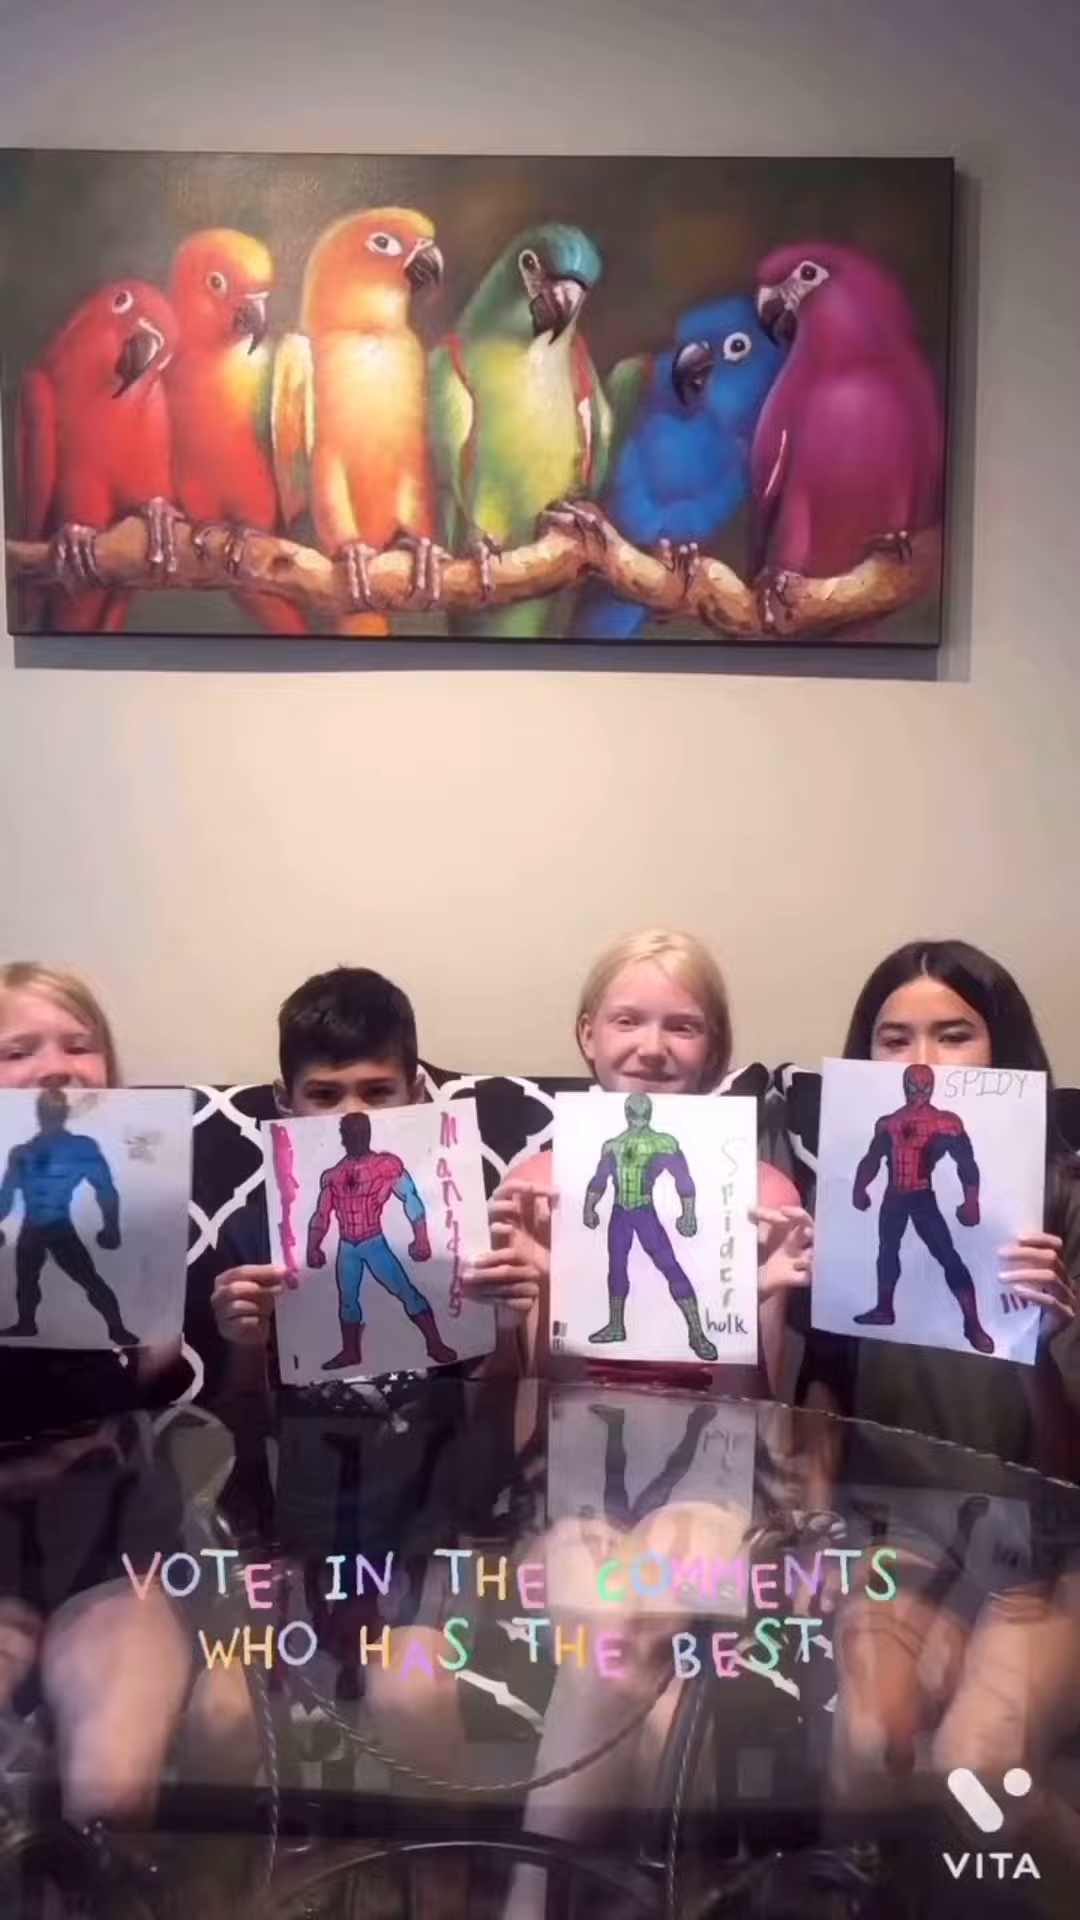 SPIDY
Spider
hulk
VOTE IN THE COMMENTS
WHO HAS THE BEST
VITA